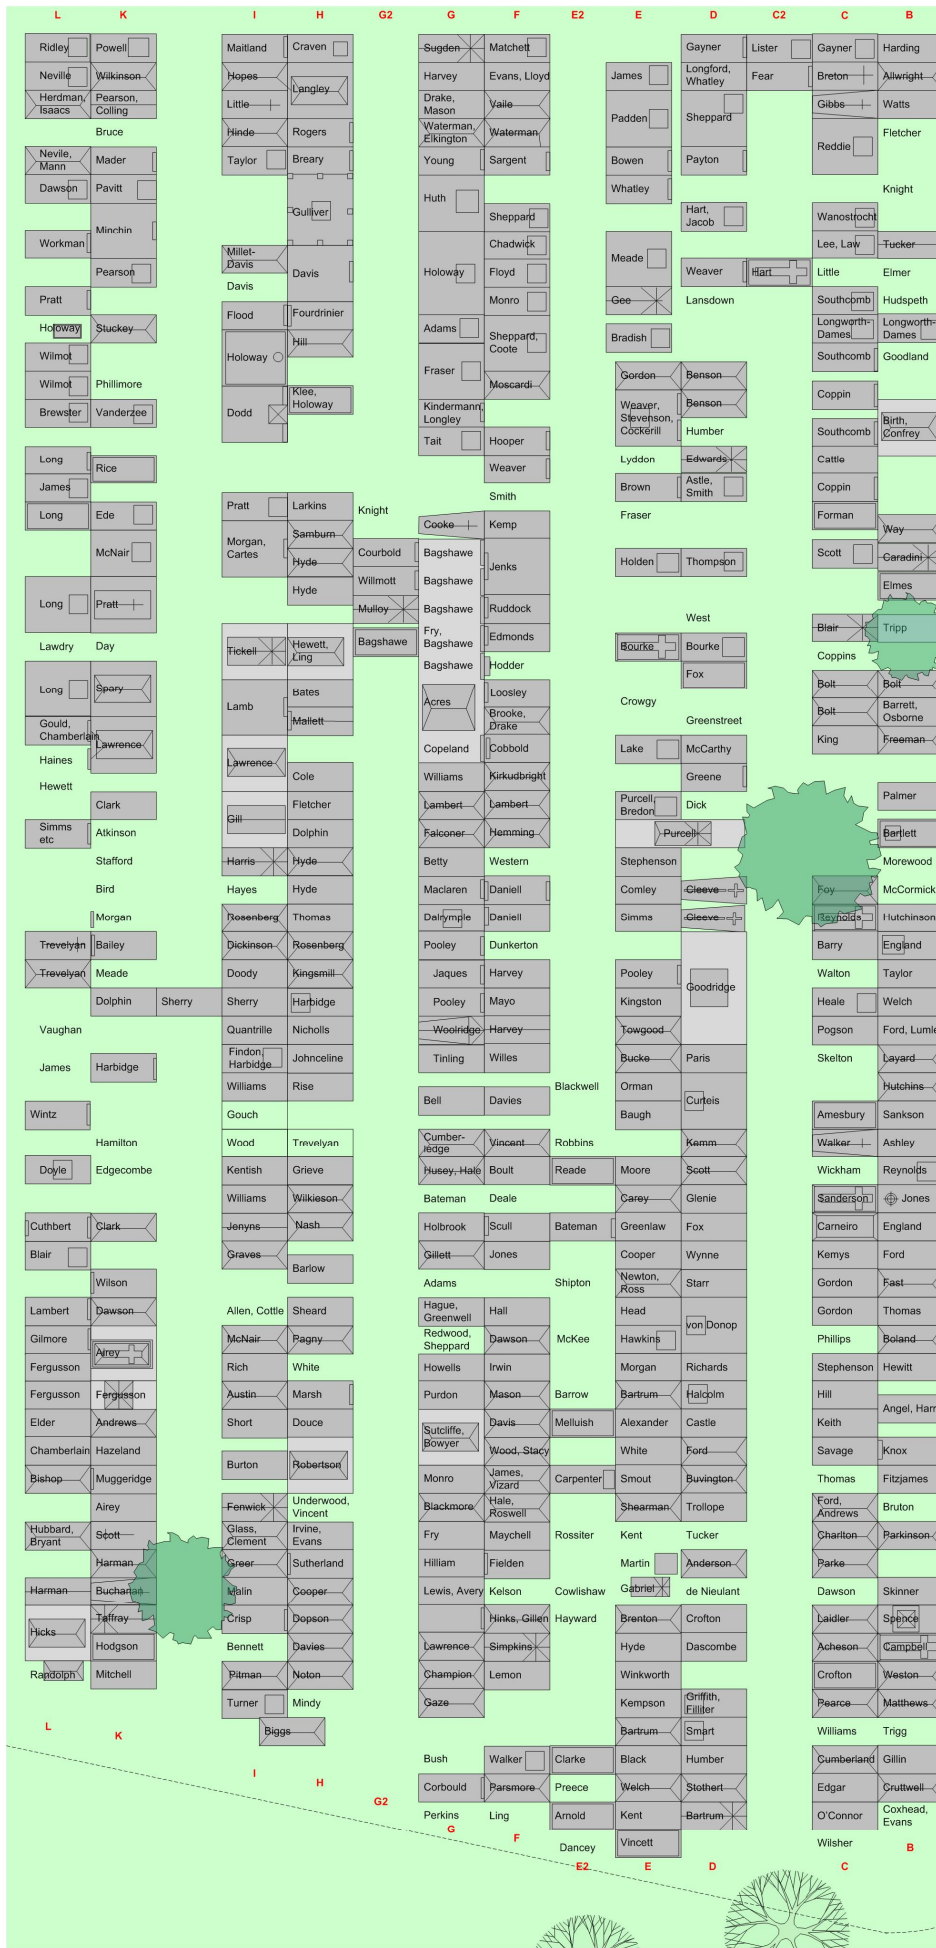 L K I H G2 G F E2 E D C2 C B
Ridley Powell Maitland Craven Sugden Matchett Gayner Lister Gayner Harding
Neville Wilkinson Hopes Langley Harvey Evans, Lloyd James Longford, Whatley Fear Breton Allwright
Herdman, Isaacs Pearson, Colling Little Drake, Mason Vaile Padden Sheppard Gibbs Watts
Bruce Hinde Rogers Waterman, Elkington Waterman Reddie Fletcher
Nevile, Mann Mader Taylor Breary Young Sargent Bowen Payton
Dawson Pavitt Gulliver Huth Whatley Knight
Minchin Sheppard Hart, Jacob Wanostrocht
Workman Millet-Davis Chadwick Meade Lee, Law Tucker
Pearson Davis Davis Holoway Floyd Weaver Hart Little Elmer
Pratt Flood Fourdrinier Monro Gee Lansdown Southcomb Hudspeth
Holoway Stuckey Hill Adams Sheppard, Coote Bradish Longworth-Dames Longworth-Dames
Wilmot Holoway Fraser Southcomb Goodland
Wilmot Phillimore Moscardi Gordon Benson
Brewster Vanderzee Dodd Klee, Holoway Kindermann, Longley Weaver, Stevenson, Cockerill Benson Coppin
Tait Hooper Humber Southcomb Birth, Confrey
Long Rice Weaver Lyddon Edwards Cattle
James Smith Brown Astle, Smith Coppin
Long Ede Pratt Larkins Knight Cooke Kemp Fraser Forman Way
McNair Morgan, Cartes Samburn Courbold Bagshawe Jenks Holden Thompson Scott Caradini
Hyde Willmott Bagshawe Elmes
Long Pratt Hyde Mulloy Bagshawe Ruddock West
Lawdry Day Tickell Hewett, Ling Bagshawe Fry, Bagshawe Edmonds Bourke Bourke Blair Tripp
Bagshawe Hodder Fox Coppins
Long Spary Lamb Bates Acres Loosley Crowgy Bolt Bolt
Gould, Chamberlain Lawrence Mallett Brooke, Drake Greenstreet Bolt Barrett, Osborne
Haines Lawrence Copeland Cobbold Lake McCarthy King Freeman
Hewett Cole Williams Kirkudbright Greene
Clark Gill Fletcher Lambert Lambert Purcell, Bredon Dick Palmer
Simms etc Atkinson Dolphin Falconer Hemming Purcell Bartlett
Stafford Harris Hyde Betty Western Stephenson Morewood
Bird Hayes Hyde Maclaren Daniell Comley Cleeve Foy McCormick
Morgan Rosenberg Thomas Dalrymple Daniell Simms Cleeve Reynolds Hutchinson
Trevelyan Bailey Dickinson Rosenberg Pooley Dunkerton Goodridge Barry England
Trevelyan Meade Doody Kingsmill Jaques Harvey Pooley Walton Taylor
Dolphin Sherry Sherry Harbidge Pooley Mayo Kingston Heale Welch
Vaughan Quantrille Nicholls Woolridge Harvey Towgood Pogson Ford, Lumle
James Harbidge Findon, Harbidge Johnceline Tinling Willes Bucke Paris Skelton Layard
Williams Rise Blackwell Orman Curteis Hutchins
Wintz Gouch Bell Davies Baugh Amesbury Sankson
Hamilton Wood Trevelyan Cumber-ledge Vincent Robbins Kemm Walker Ashley
Doyle Edgecombe Kentish Grieve Husey, Hale Boult Reade Moore Scott Wickham Reynolds
Williams Wilkieson Bateman Deale Carey Glenie Sanderson Jones
Cuthbert Clark Jenyns Nash Holbrook Scull Bateman Greenlaw Fox Carneiro England
Blair Graves Barlow Gillett Jones Cooper Wynne Kemys Ford
Wilson Adams Shipton Newton, Ross Starr Gordon Fast
Lambert Dawson Allen, Cottle Sheard Hague, Greenwell Hall Head von Donop Gordon Thomas
Gilmore Airey McNair Pagny Redwood, Sheppard Dawson McKee Hawkins Phillips Boland
Fergusson Rich White Howells Irwin Morgan Richards Stephenson Hewitt
Fergusson Fergusson Austin Marsh Purdon Mason Barrow Bartrum Malcolm Hill Angel, Harr
Elder Andrews Short Douce Sutcliffe, Bowyer Davis Melluish Alexander Castle Keith
Chamberlain Hazeland Burton Robertson Wood, Stacy White Ford Savage Knox
Bishop Muggeridge Monro James, Vizard Carpenter Smout Buvington Thomas Fitzjames
Airey Fenwick Underwood, Vincent Blackmore Hale, Roswell Shearman Trollope Ford, Andrews Bruton
Hubbard, Bryant Scott Glass, Clement Irvine, Evans Fry Maychell Rossiter Kent Tucker Charlton Parkinson
Harman Greer Sutherland Hilliam Fielden Martin Anderson Parke
Harman Buchanan Malin Cooper Lewis, Avery Kelson Cowlishaw Gabriel de Nieulant Dawson Skinner
Hicks Taffray Crisp Dopson Hinks, Gillen Hayward Brenton Crofton Laidler Spence
Hodgson Bennett Davies Lawrence Simpkins Hyde Dascombe Acheson Campbell
Randolph Mitchell Pitman Noton Champion Lemon Winkworth Crofton Weston
Turner Mindy Gaze Kempson Griffith, Filliter Pearce Matthews
Biggs Bartrum Smart Williams Trigg
Bush Walker Clarke Black Humber Cumberland Gillin
Corbould Parsmore Preece Welch Stothert Edgar Cruttwell
Perkins Ling Arnold Kent Bartrum O'Connor Coxhead, Evans
Dancey Vincett Wilsher
L K I H G2 G F E2 E D C B